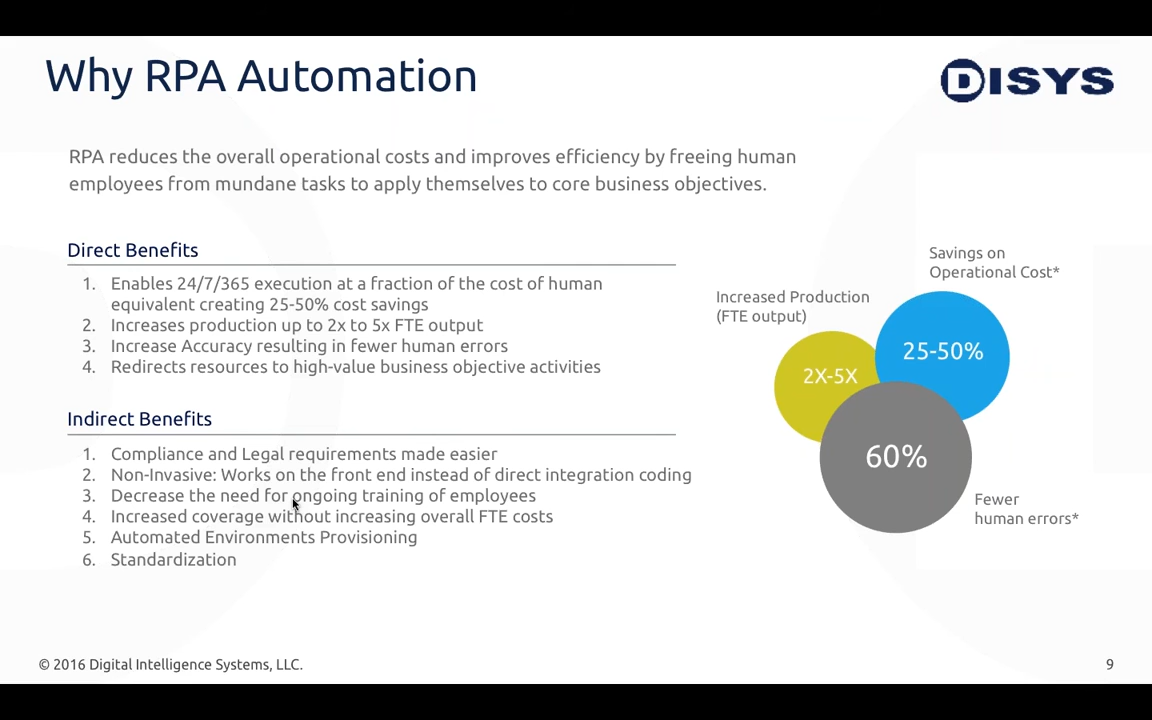 Why RPA Automation
DISYS
RPA reduces the overall operational costs and improves efficiency by freeing human
employees from mundane tasks to apply themselves to core business objectives.
Direct Benefits
1. Enables 24/7/365 execution at a fraction of the cost of human
equivalent creating 25-50% cost savings
2. Increases production up to 2x to 5x FTE output
3. Increase Accuracy resulting in fewer human errors
4. Redirects resources to high-value business objective activities
Indirect Benefits
1. Compliance and Legal requirements made easier
2. Non-Invasive: Works on the front end instead of direct integration coding
3. Decrease the need for ongoing training of employees
4. Increased coverage without increasing overall FTE costs
5. Automated Environments Provisioning
6. Standardization
Savings on
Operational Cost*
Increased Production
(FTE output)
25-50%
2X-5X
60%
Fewer
human errors*
© 2016 Digital Intelligence Systems, LLC.
9